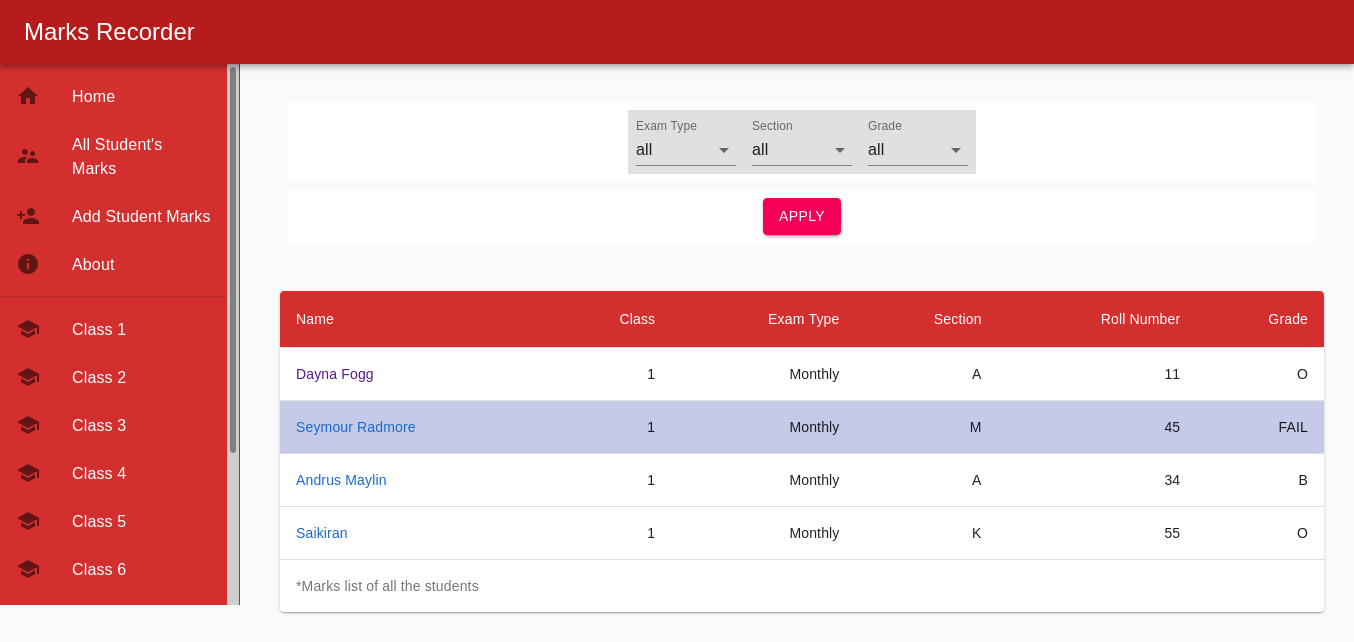 Marks Recorder
Home
All Student's
Marks
Add Student Marks
About
Class 1
Class 2
Class 3
Class 4
Class 5
Class 6
Exam Type Section Grade
all all all
APPLY
Name Class Exam Type Section Roll Number Grade
Dayna Fogg 1 Monthly A 11 O
Seymour Radmore 1 Monthly M 45 FAIL
Andrus Maylin 1 Monthly A 34 B
Saikiran 1 Monthly K 55 O
*Marks list of all the students